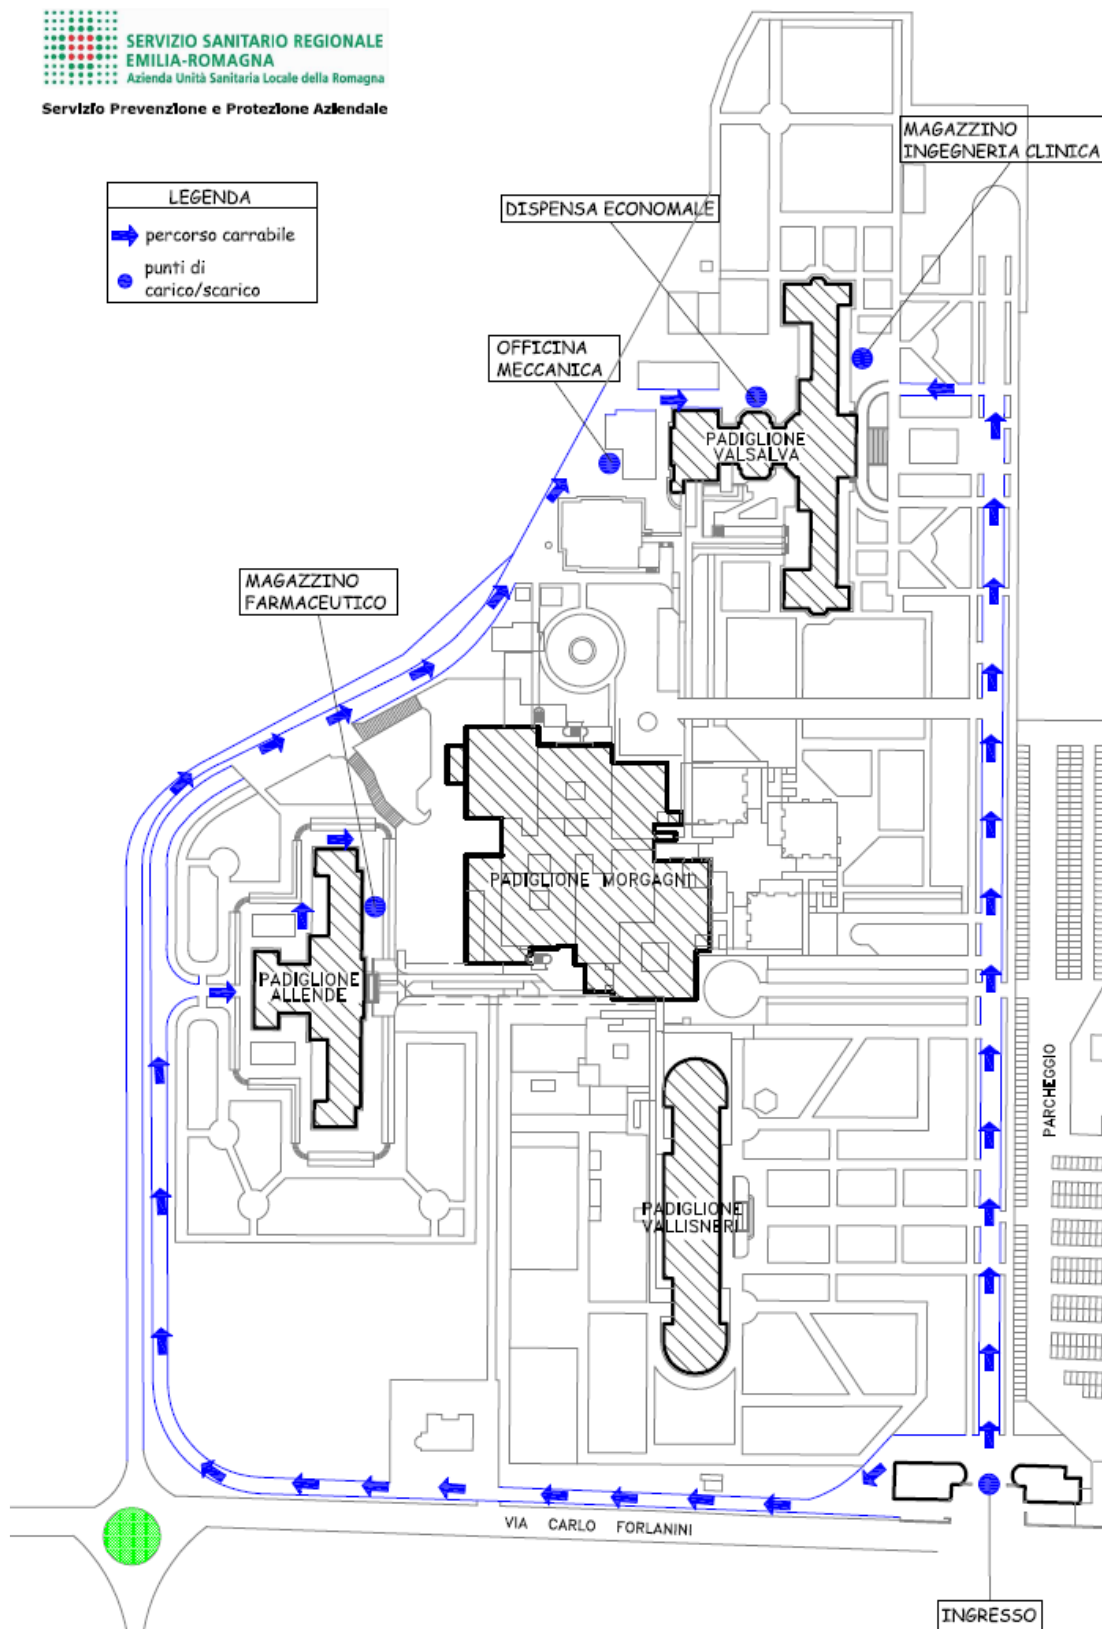 SERVIZIO SANITARIO REGIONALE
EMILIA-ROMAGNA
Azienda Unità Sanitaria Locale della Romagna
Servizio Prevenzione e Protezione Aziendale
MAGAZZINO
INGEGNERIA CLINICA
LEGENDA
percorso carrabile
punti di
carico/scarico
DISPENSA ECONOMALE
OFFICINA
MECCANICA
PADIGLIONE
VALSALVA
MAGAZZINO
FARMACEUTICO
PADIGLIONE MORGAGNI
PADIGLIONE
ALLENDE
PARCHEGGIO
PADIGLIONE
VALLISNERI
VIA CARLO FORLANINI
INGRESSO